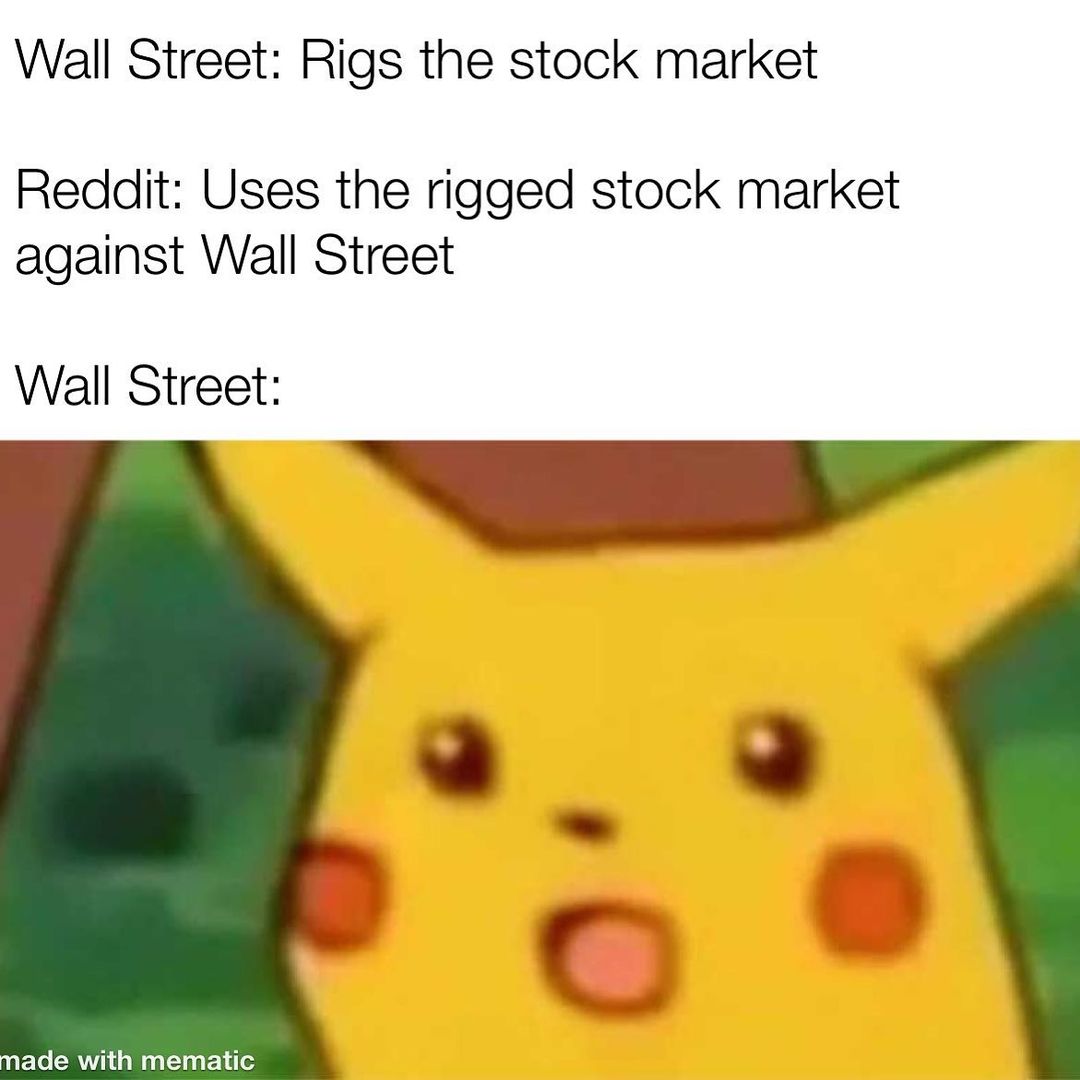 Wall Street: Rigs the stock market
Reddit: Uses the rigged stock market
against Wall Street
Wall Street:
made with mematic